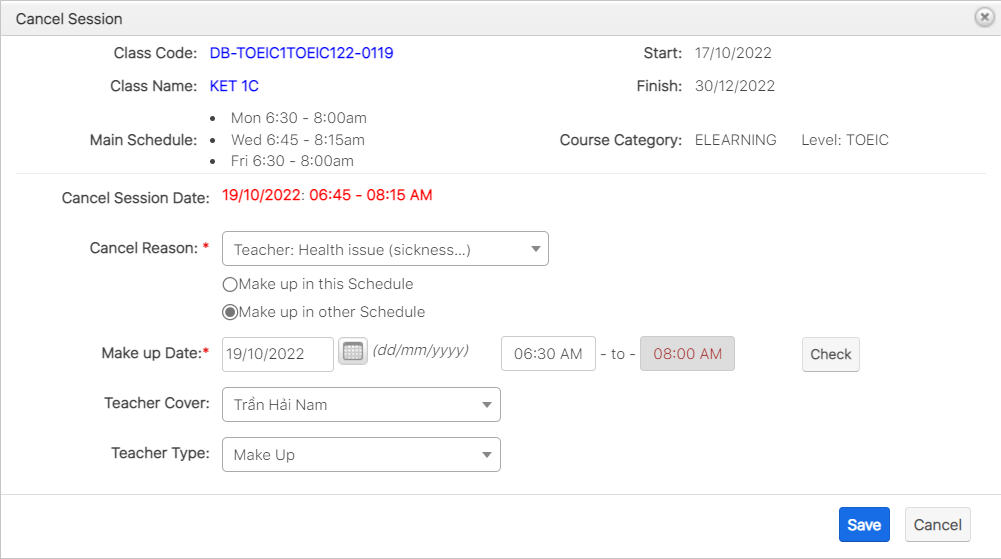 Cancel Session
Class Code: DB-TOEIC1TOEIC122-0119 Start: 17/10/2022
Class Name: KET 1C Finish: 30/12/2022
• Mon 6:30 - 8:00am
Main Schedule: • Wed 6:45 - 8:15am Course Category: ELEARNING Level: TOEIC
• Fri 6:30 - 8:00am
Cancel Session Date: 19/10/2022: 06:45 - 08:15 AM
Cancel Reason: * Teacher: Health issue (sickness...)
Make up in this Schedule
Make up in other Schedule
Make up Date:* 19/10/2022 (dd/mm/yyyy) 06:30 AM - to - 08:00 AM Check
Teacher Cover: Trần Hải Nam
Teacher Type: Make Up
Save Cancel